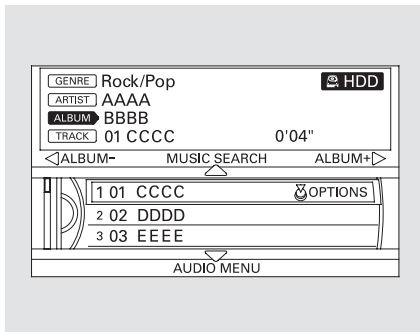 GENRE Rock/Pop HDD
ARTIST AAAA
ALBUM BBBB
TRACK 01 CCCC 0'04"
ALBUM- MUSIC SEARCH ALBUM+
1 01 CCCC OPTIONS
2 02 DDDD
3 03 EEEE
AUDIO MENU